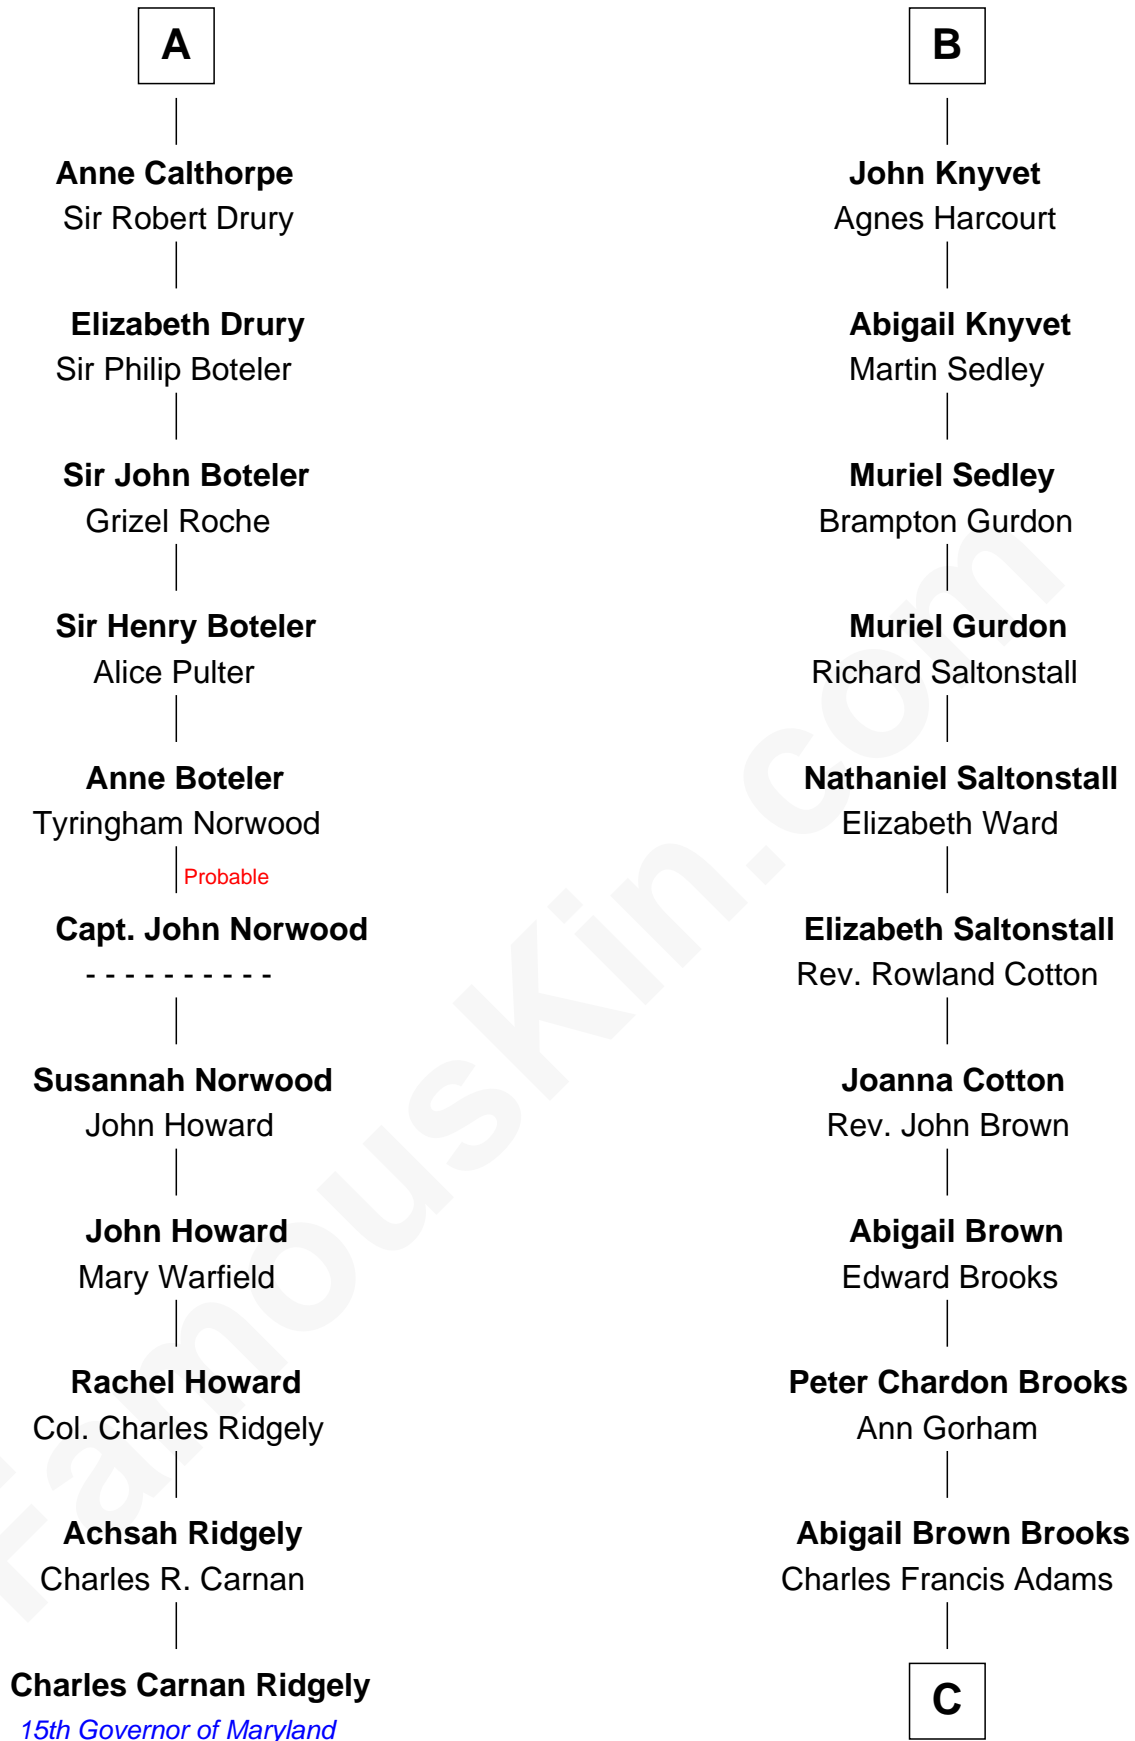 A
Anne Calthorpe
Sir Robert Drury
Elizabeth Drury
Sir Philip Boteler
Sir John Boteler
Grizel Roche
Sir Henry Boteler
Alice Pulter
Anne Boteler
Tyringham Norwood
Probable
Capt. John Norwood
- - - - - - - - - -
Susannah Norwood
John Howard
John Howard
Mary Warfield
Rachel Howard
Col. Charles Ridgely
Achsah Ridgely
Charles R. Carnan
Charles Carnan Ridgely
15th Governor of Maryland
B
John Knyvet
Agnes Harcourt
Abigail Knyvet
Martin Sedley
Muriel Sedley
Brampton Gurdon
Muriel Gurdon
Richard Saltonstall
Nathaniel Saltonstall
Elizabeth Ward
Elizabeth Saltonstall
Rev. Rowland Cotton
Joanna Cotton
Rev. John Brown
Abigail Brown
Edward Brooks
Peter Chardon Brooks
Ann Gorham
Abigail Brown Brooks
Charles Francis Adams
C
FamousKin.com